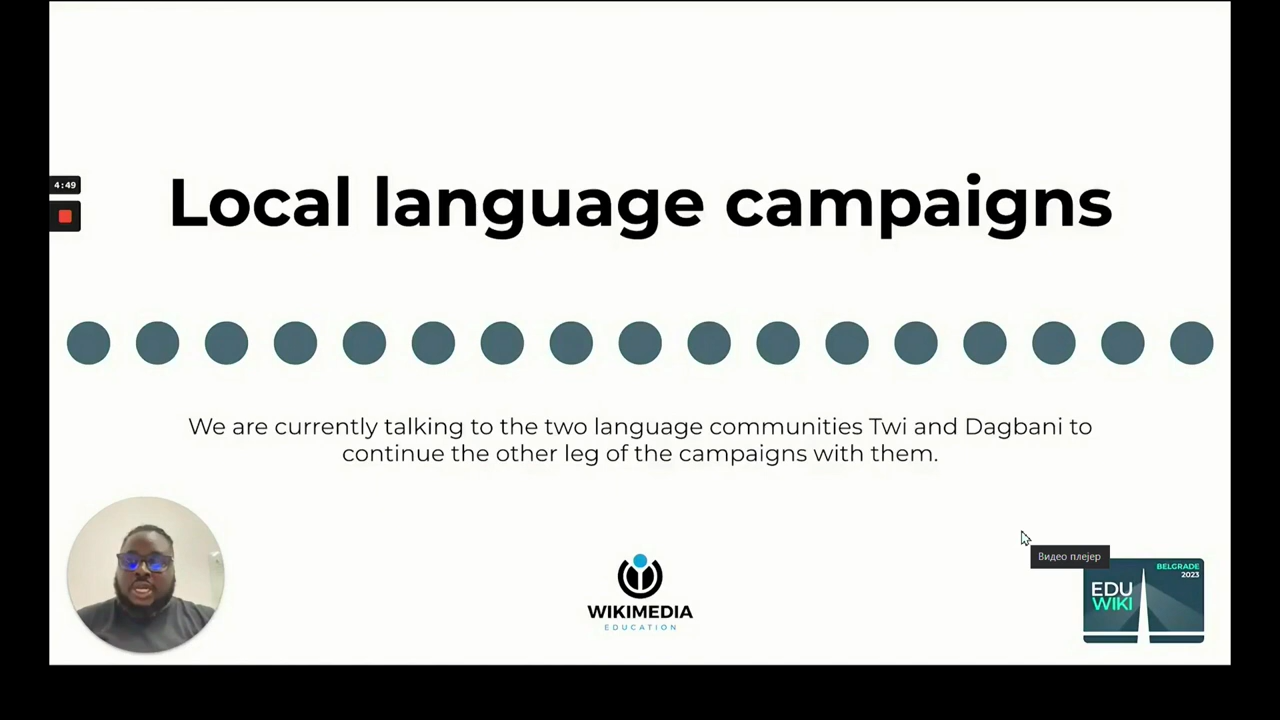 4:49
Local language campaigns
We are currently talking to the two language communities Twi and Dagbani to
continue the other leg of the campaigns with them.
Видео плејер
BELGRADE
2023
EDU
WIKI
WIKIMEDIA
EDUCATION